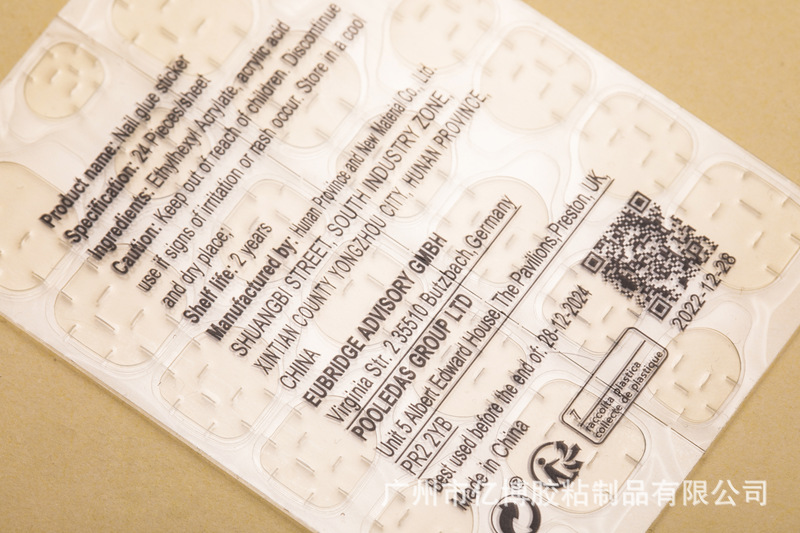 Product name: Nail glue sticker
Specification: 24 Pieces/sheet
Ingredients: Ethylhexyl Acrylate, acrylic acid
Caution: Keep out of reach of children. Discontinue
use if signs of irritation or rash occur. Store in a cool
and dry place;
Shelf life: 2 years
Manufactured by: Hunan Province and New Material Co., Ltd
SHUANGBI STREET, SOUTH INDUSTRY ZONE,
XINTIAN COUNTY YONGZHOU CITY, HUNAN PROVINCE,
CHINA
EUBRIDGE ADVISORY GMBH
Virginia Str. 2 35510 Butzbach, Germany
POOLEDAS GROUP LTD
Unit 5 Albert Edward House, The Pavilions, Preston, UK,
PR2 2YB
Best used before the end of: 28-12-2024
Made in China
2022-12-28
7
raccolta plastica
collecte de plastique
广州市亿博胶粘制品有限公司